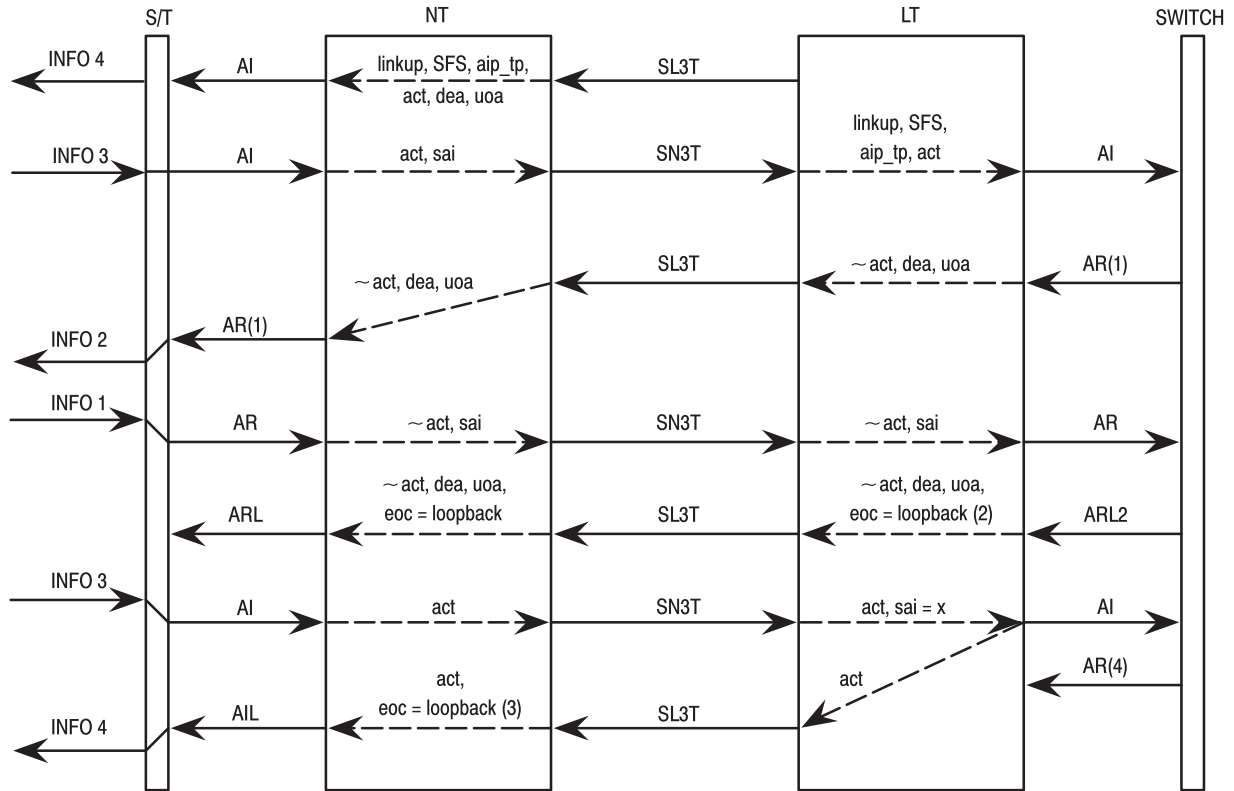 S/T NT LT SWITCH
INFO 4 AI linkup, SFS, aip_tp, SL3T
act, dea, uoa
linkup, SFS,
INFO 3 AI act, sai SN3T aip_tp, act AI
~act, dea, uoa SL3T ~act, dea, uoa AR(1)
INFO 2 AR(1)
INFO 1 AR ~act, sai SN3T ~act, sai AR
~act, dea, uoa, ~act, dea, uoa,
ARL eoc = loopback SL3T eoc = loopback (2) ARL2
INFO 3 AI act SN3T act, sai = x AI
act, act AR(4)
INFO 4 AIL eoc = loopback (3) SL3T